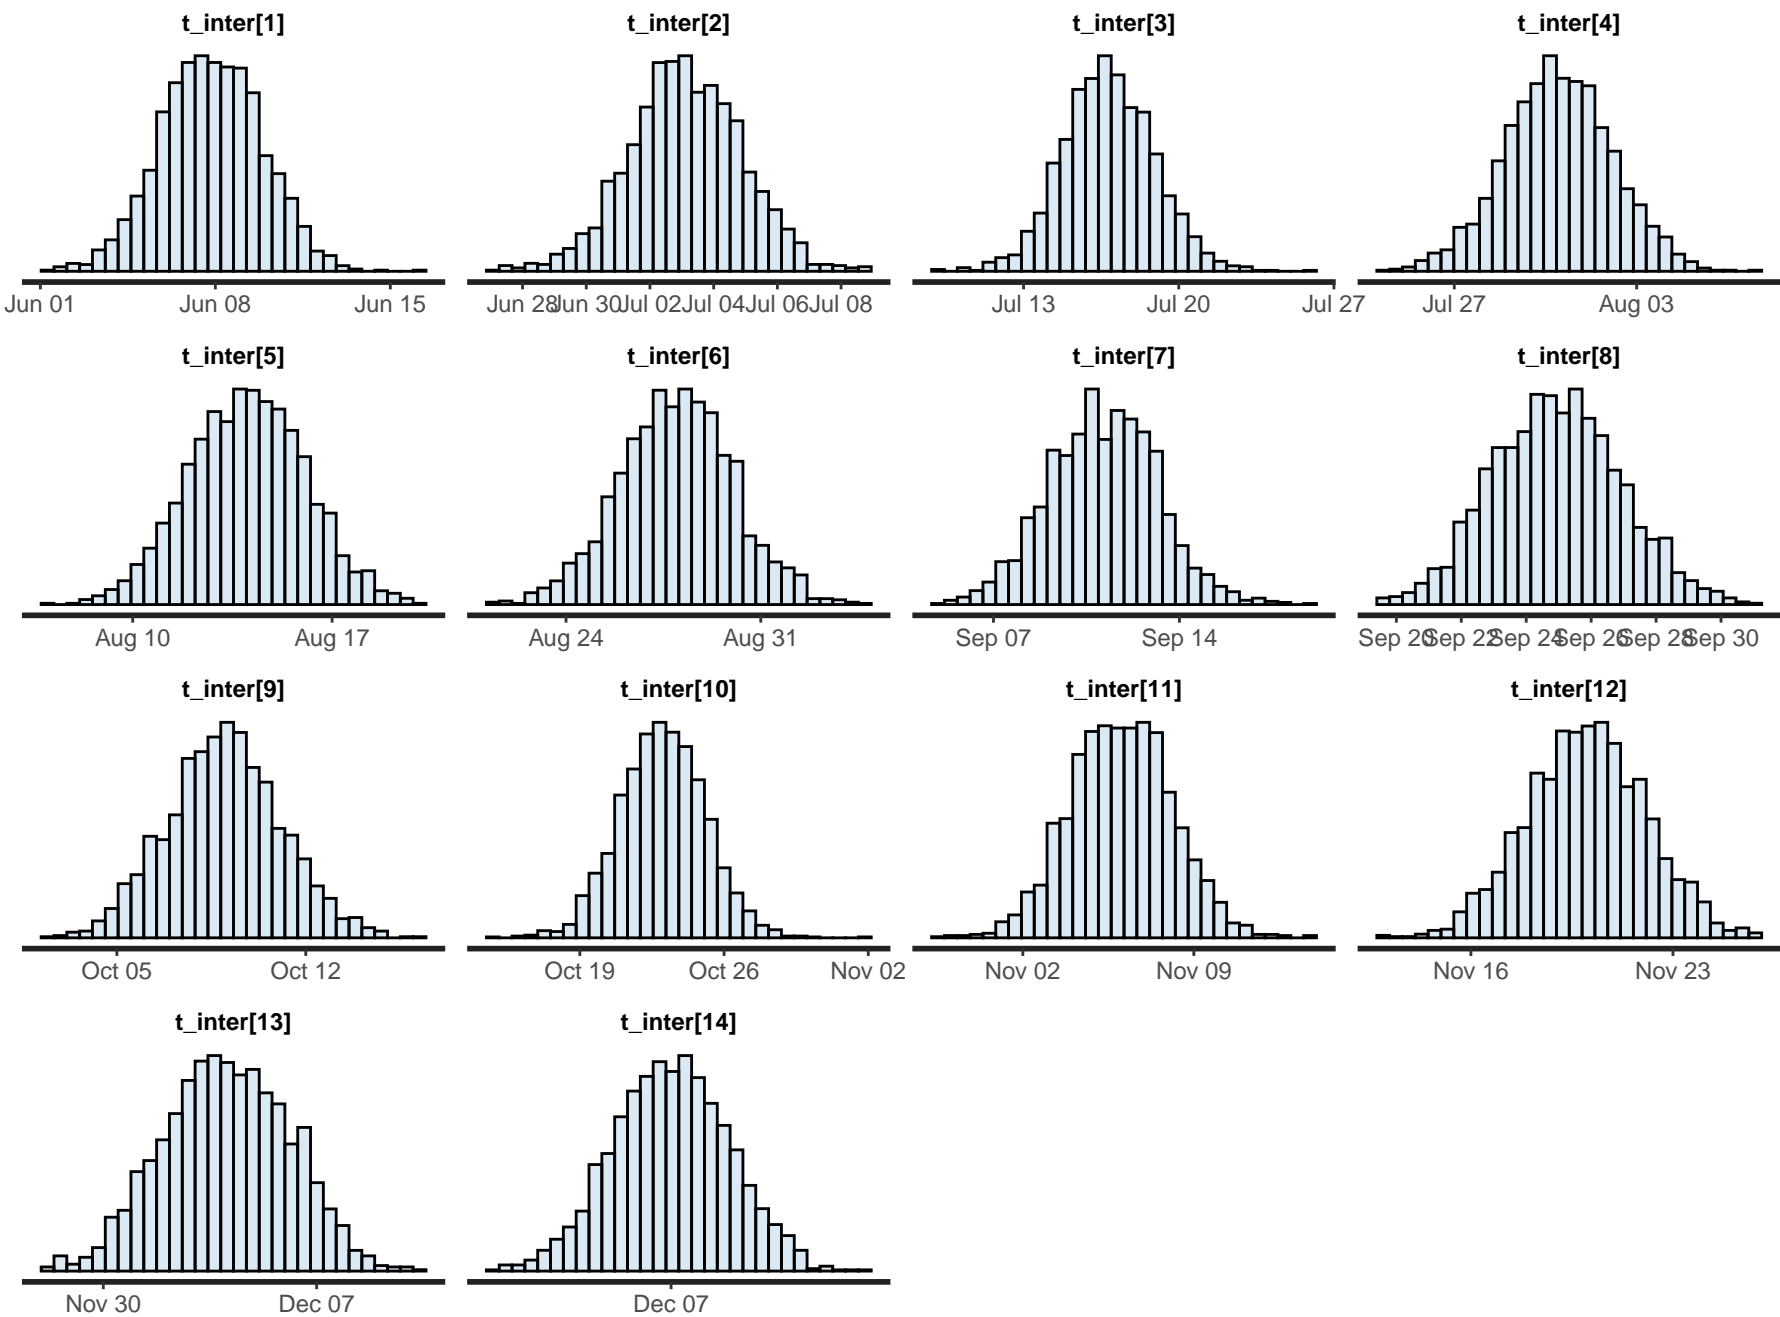 t_inter[1] t_inter[2] t_inter[3] t_inter[4]
Jun 01 Jun 08 Jun 15 Jun 28 Jun 30 Jul 02 Jul 04 Jul 06 Jul 08 Jul 13 Jul 20 Jul 27 Jul 27 Aug 03
t_inter[5] t_inter[6] t_inter[7] t_inter[8]
Aug 10 Aug 17 Aug 24 Aug 31 Sep 07 Sep 14 Sep 20 Sep 22 Sep 24 Sep 26 Sep 28 Sep 30
t_inter[9] t_inter[10] t_inter[11] t_inter[12]
Oct 05 Oct 12 Oct 19 Oct 26 Nov 02 Nov 02 Nov 09 Nov 16 Nov 23
t_inter[13] t_inter[14]
Nov 30 Dec 07 Dec 07